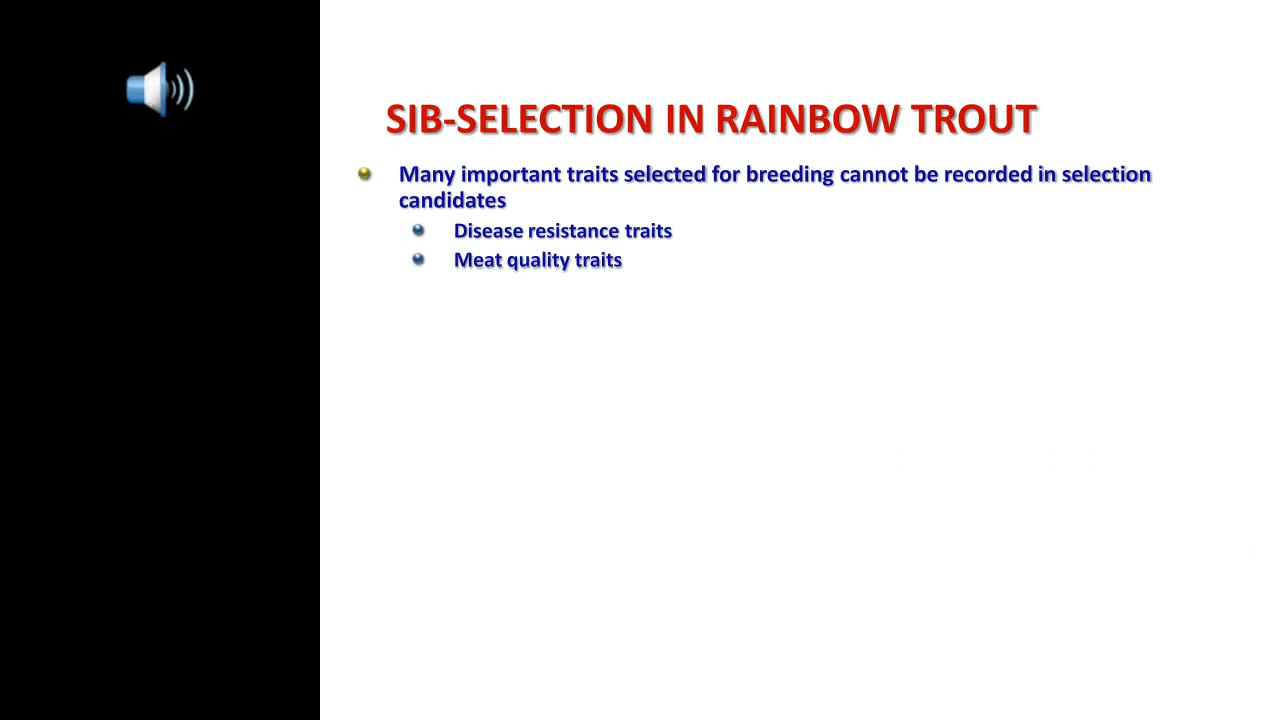 SIB-SELECTION IN RAINBOW TROUT
Many important traits selected for breeding cannot be recorded in selection
candidates
Disease resistance traits
Meat quality traits